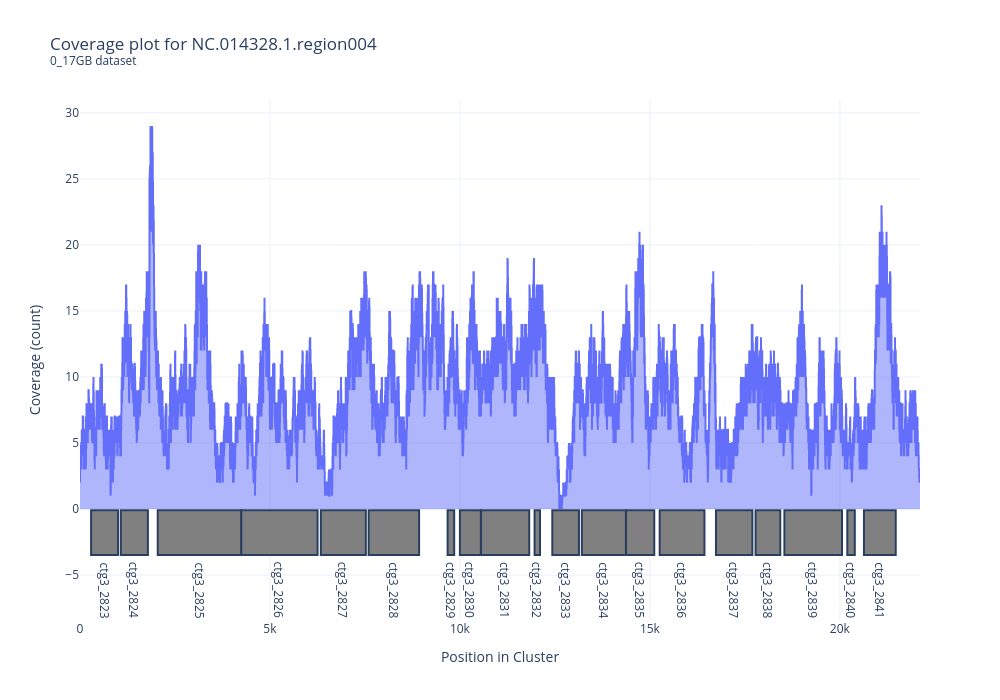 Coverage plot for NC.014328.1.region004
0_17GB dataset
30
25
20
15
10
5
0
−5
Coverage (count)
ctg3_2823
ctg3_2824
ctg3_2825
ctg3_2826
ctg3_2827
ctg3_2828
ctg3_2829
ctg3_2830
ctg3_2831
ctg3_2832
ctg3_2833
ctg3_2834
ctg3_2835
ctg3_2836
ctg3_2837
ctg3_2838
ctg3_2839
ctg3_2840
ctg3_2841
0
5k
10k
15k
20k
Position in Cluster